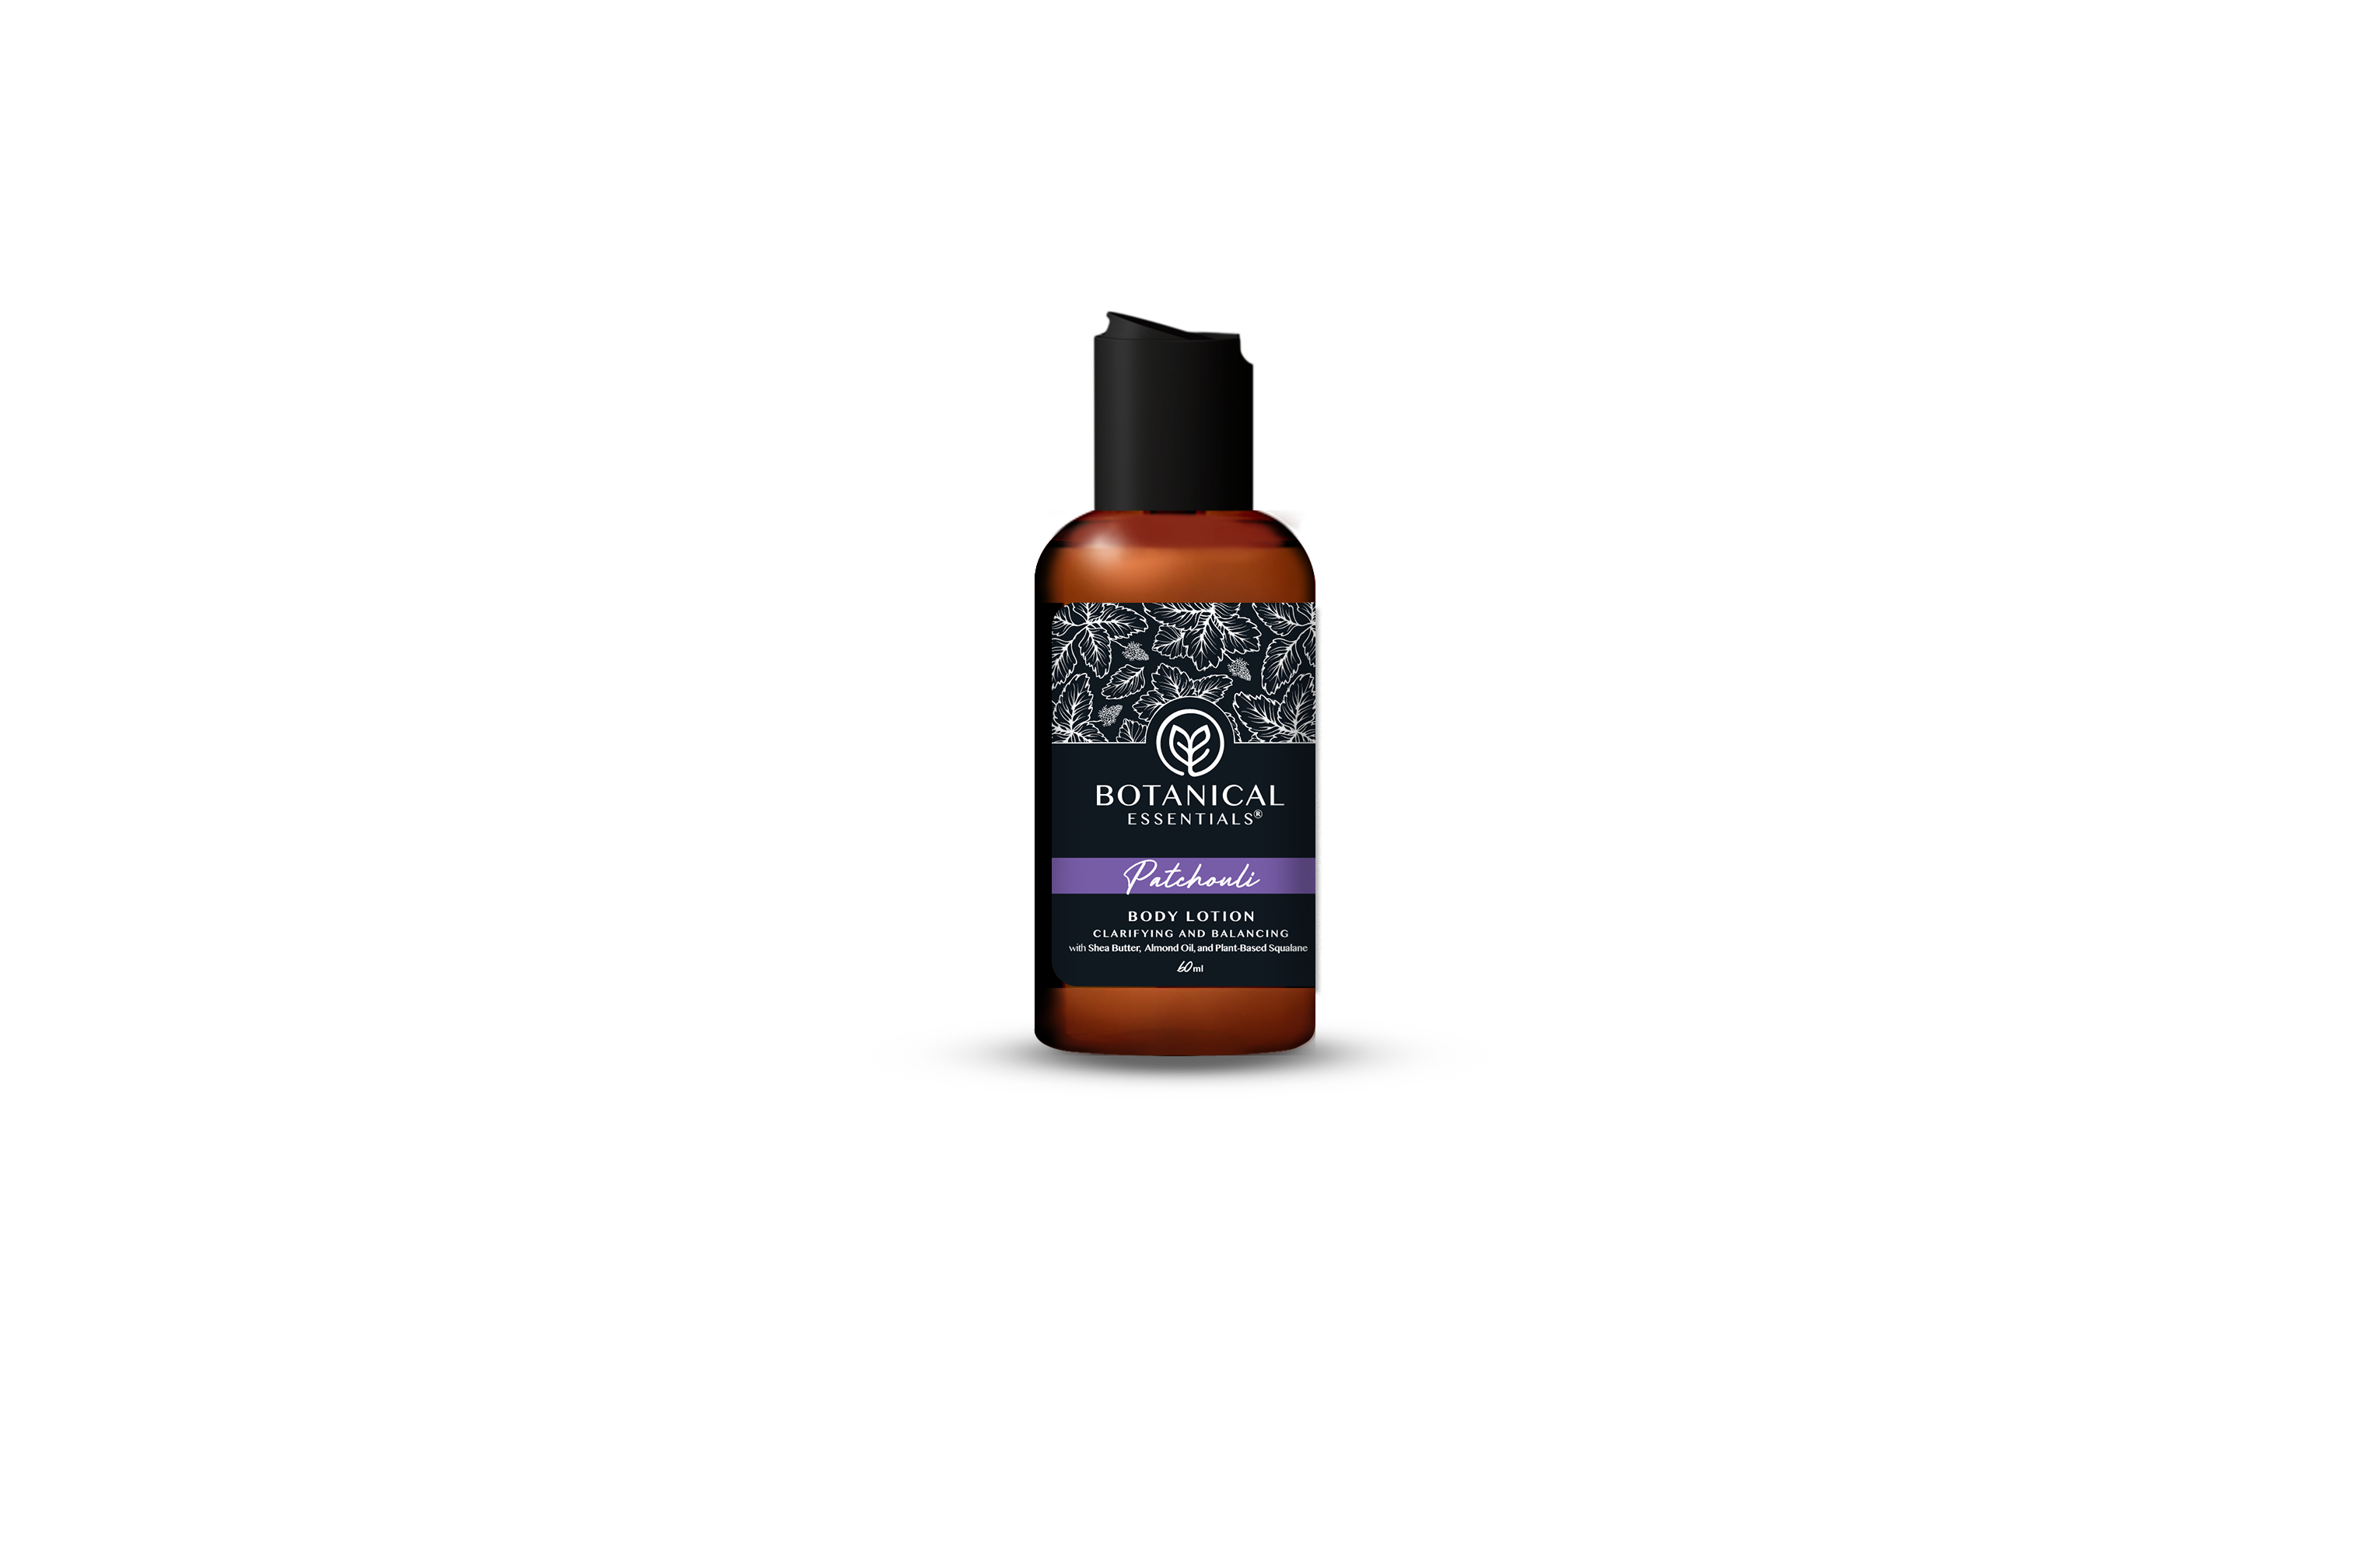 BOTANICAL
ESSENTIALS®
Patchouli
BODY LOTION
CLARIFYING AND BALANCING
with Shea Butter, Almond Oil, and Plant-Based Squalane
60ml